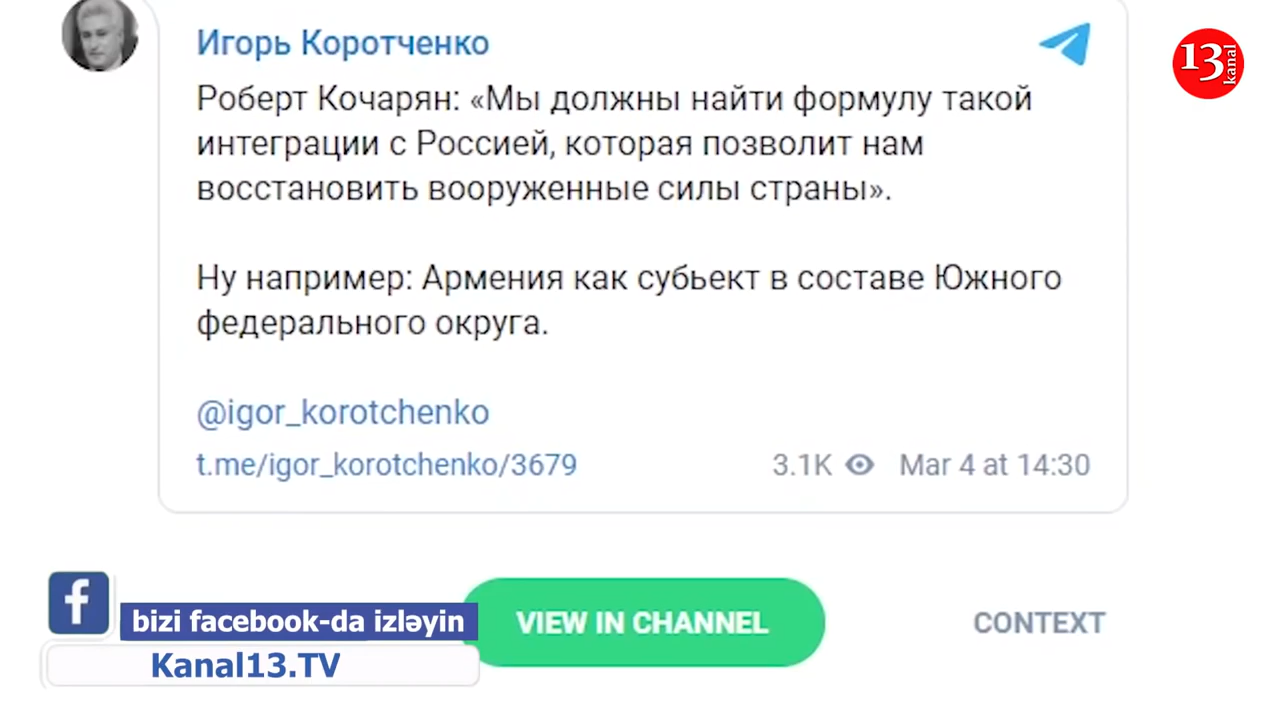 Игорь Коротченко
13 kanal
Роберт Кочарян: «Мы должны найти формулу такой
интеграции с Россией, которая позволит нам
восстановить вооруженные силы страны».
Ну например: Армения как субьект в составе Южного
федерального округа.
@igor_korotchenko
t.me/igor_korotchenko/3679 3.1K Mar 4 at 14:30
f
bizi facebook-da izləyin
VIEW IN CHANNEL
CONTEXT
Kanal13.TV